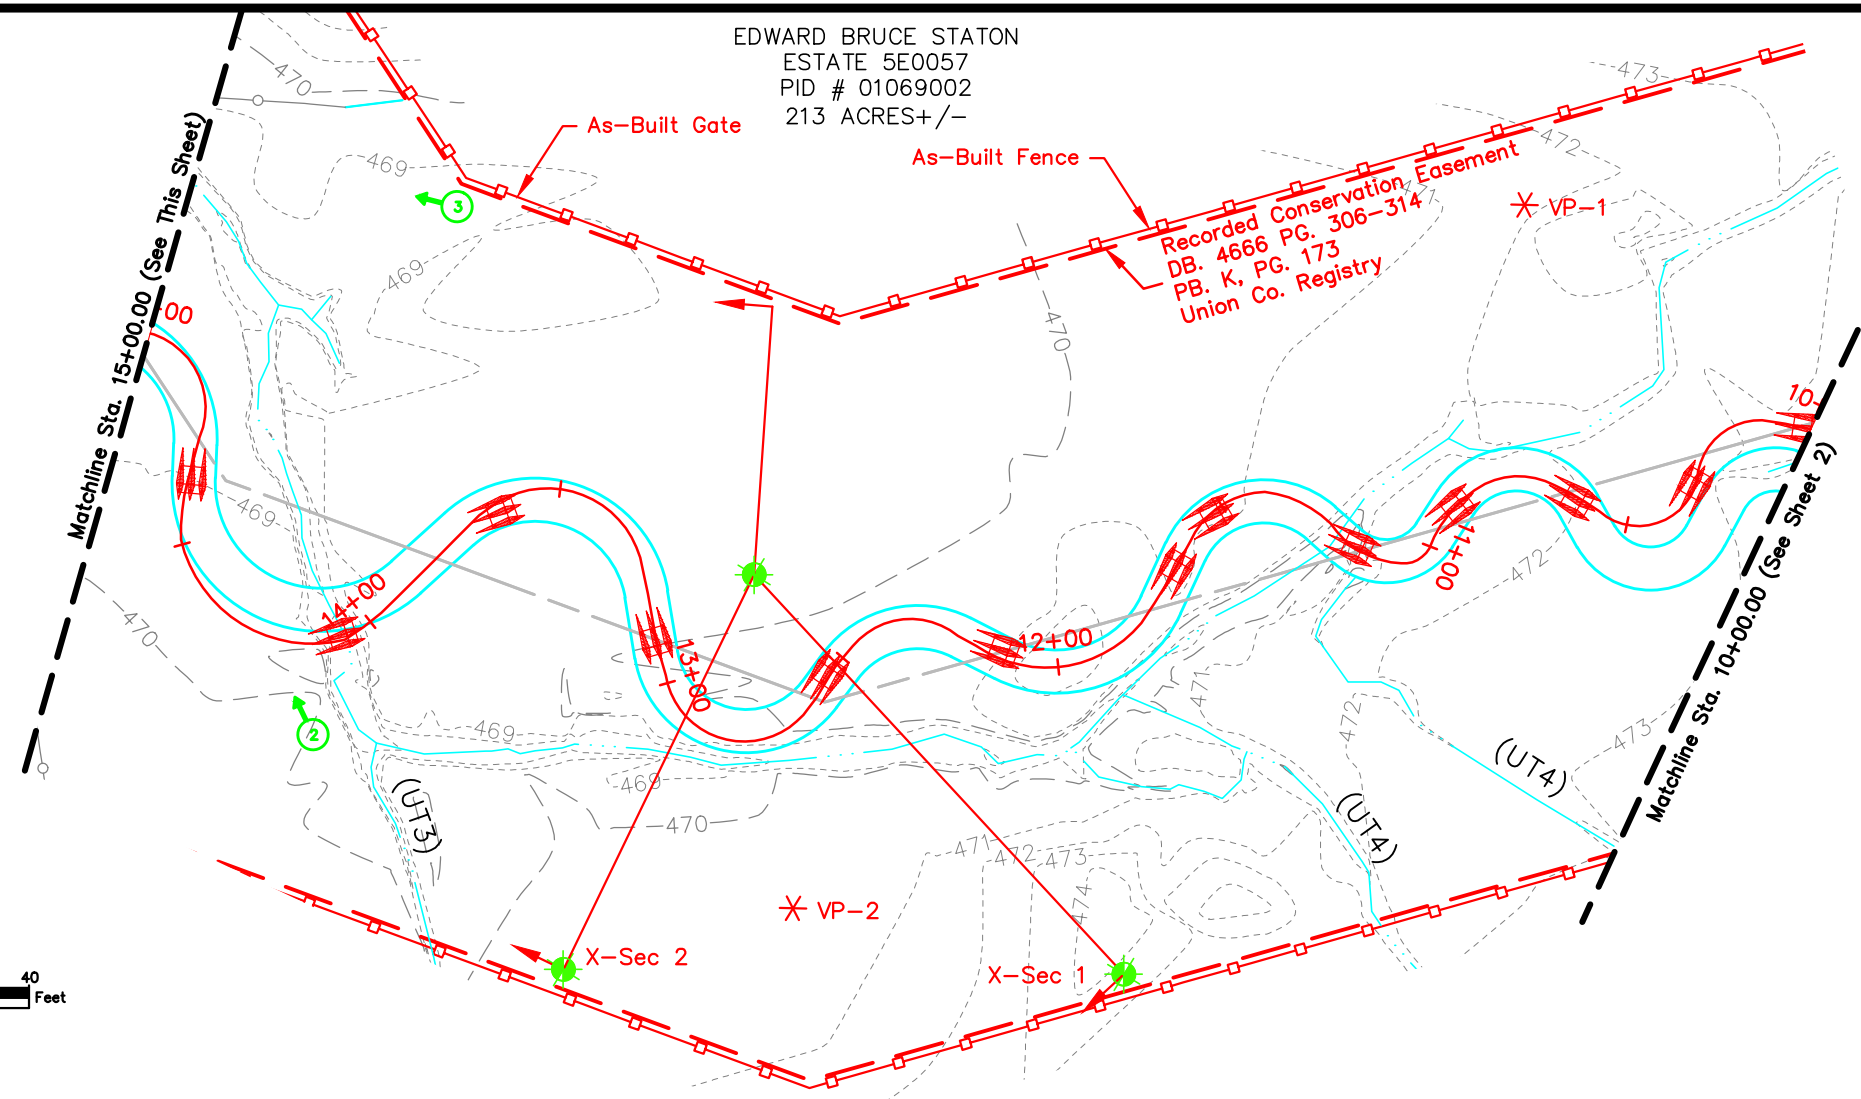 EDWARD BRUCE STATON
ESTATE 5E0057
PID # 01069002
213 ACRES+/-
470
473
472
As-Built Gate
As-Built Fence
469
471
Recorded Conservation Easement
DB. 4666 PG. 306-314
PB. K, PG. 173
Union Co. Registry
VP-1
3
469
Matchline Sta. 15+00.00 (See This Sheet)
00
470
10
469
14+00
13+00
12+00
11+00
472
470
471
472
473
Matchline Sta. 10+00.00 (See Sheet 2)
2
469
469
470
(UT3)
(UT4)
(UT4)
471
472
473
474
VP-2
X-Sec 2
X-Sec 1
40
Feet